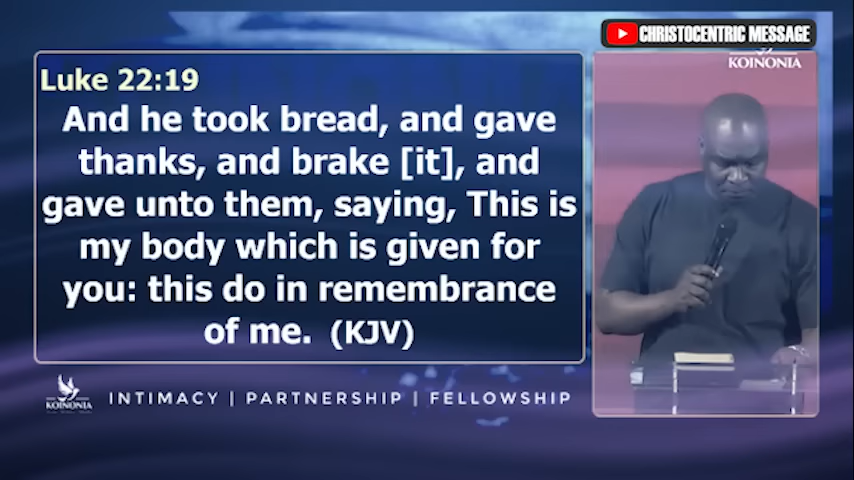 CHRISTOCENTRIC MESSAGE
KOINONIA
Luke 22:19
And he took bread, and gave
thanks, and brake [it], and
gave unto them, saying, This is
my body which is given for
you: this do in remembrance
of me. (KJV)
KOINONIA
INTIMACY | PARTNERSHIP | FELLOWSHIP